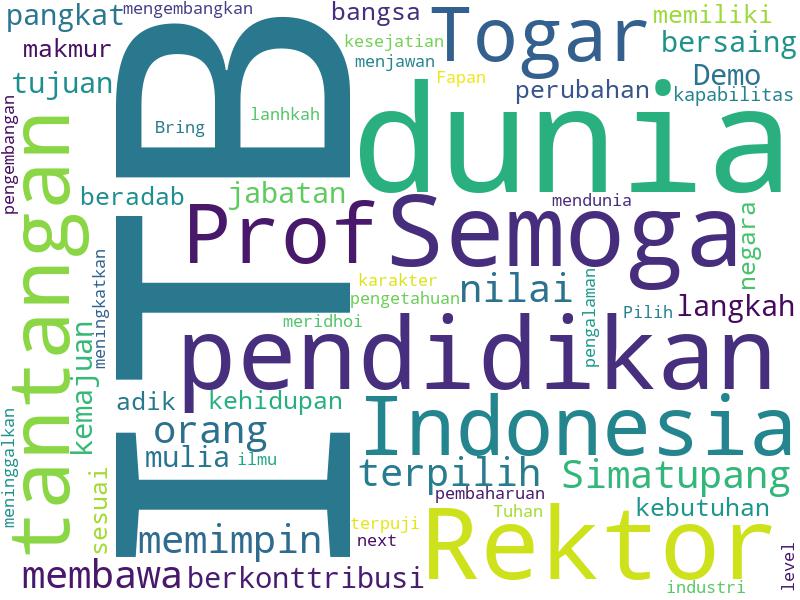 pangkat
mengembangkan
bangsa
Togar
memiliki
makmur
kesejatian
bersaing
menjawan
tujuan
Fapan
Demo
perubahan
kapabilitas
ITB
Bring
lanhkah
dunia
pengembangan
tantangan
beradab
jabatan
mendunia
Prof
Semoga
negara
meningkatkan
karakter
nilai
pengetahuan
pengalaman
langkah
Pilih
meridhoi
pendidikan
kemajuan
adik
kehidupan
Indonesia
orang
mulia
ilmu
meninggalkan
terpilih
Simatupang
sesuai
pembaharuan
kebutuhan
Tuhan
Rektor
terpuji
memimpin
next
level
membawa
berkonttribusi
industri